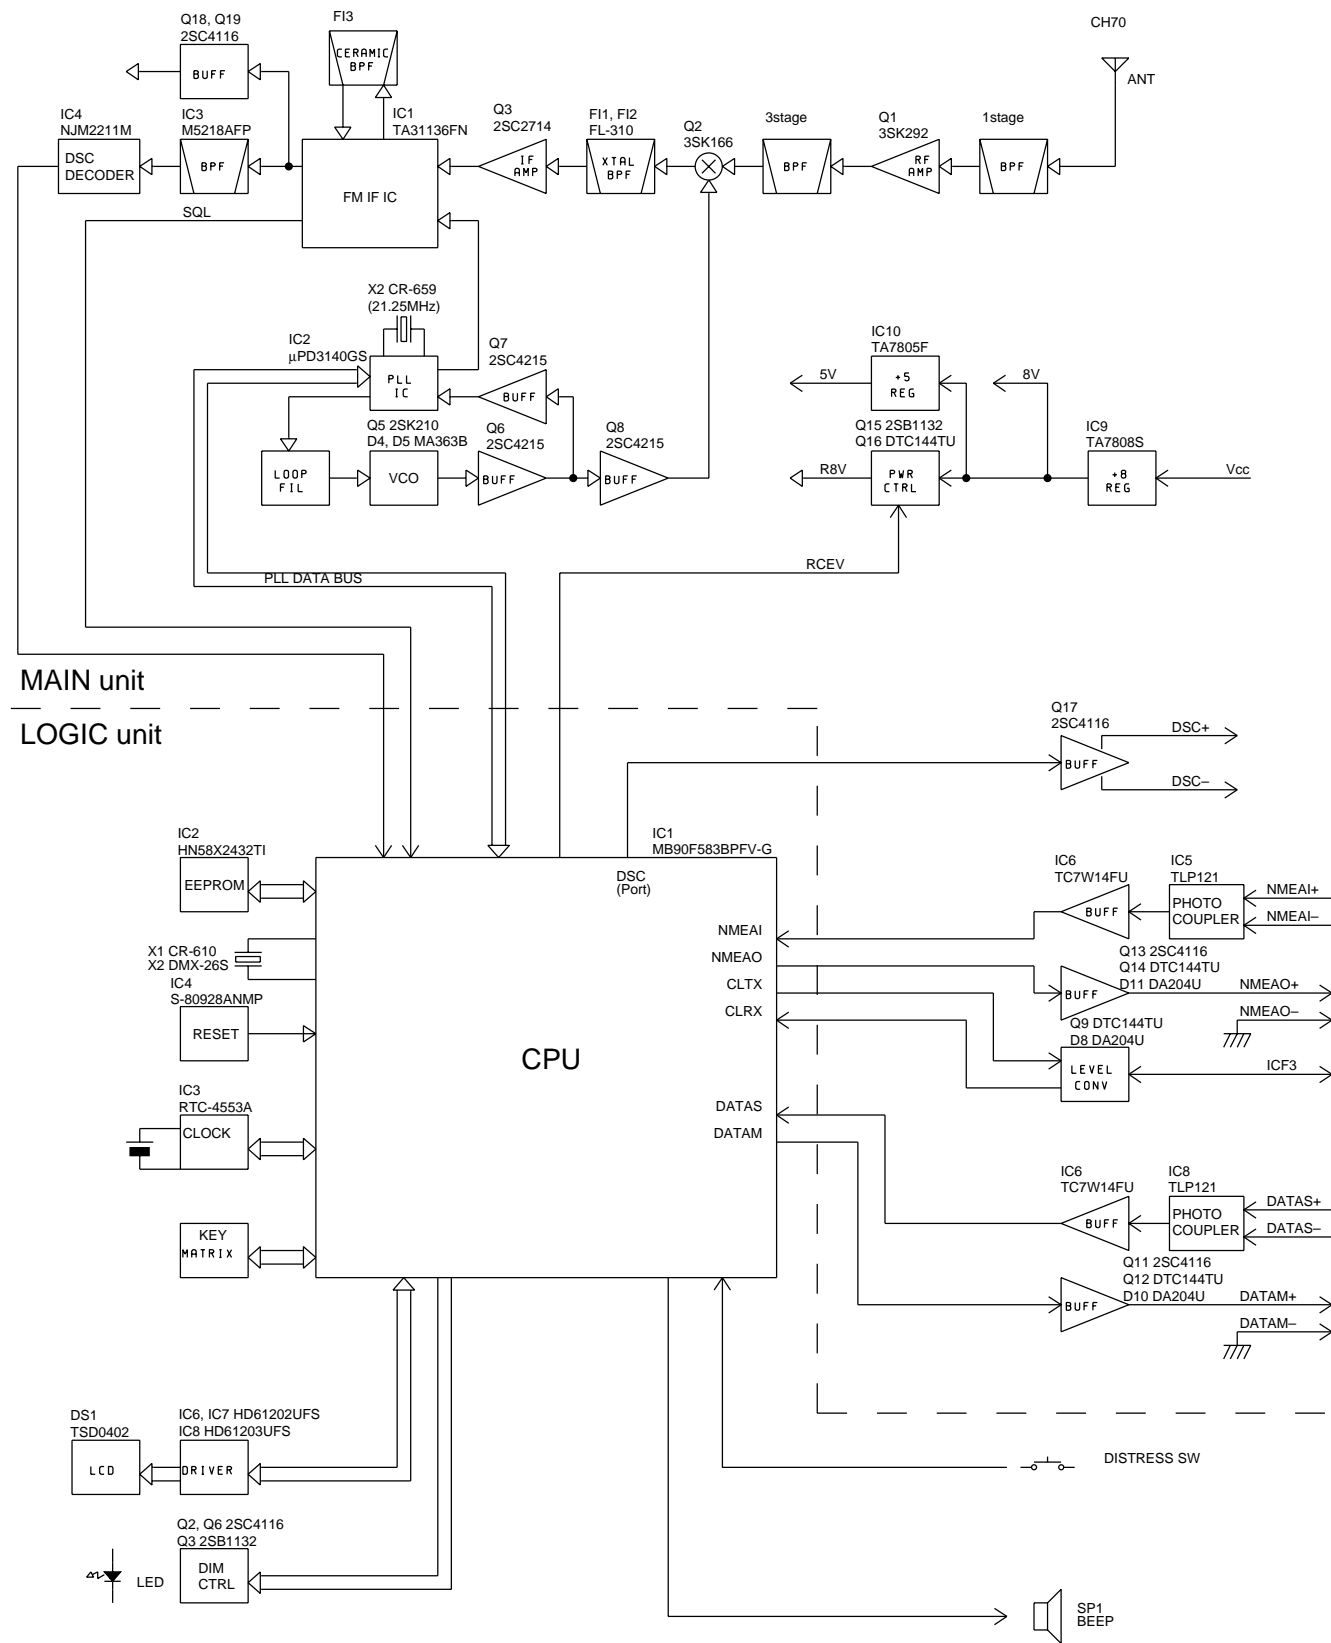 Q18, Q19
2SC4116
BUFF
FI3
CERAMIC
BPF
CH70
ANT
IC4
NJM2211M
DSC
DECODER
IC3
M5218AFP
BPF
IC1
TA31136FN
FM IF IC
Q3
2SC2714
IF
AMP
FI1, FI2
FL-310
XTAL
BPF
Q2
3SK166
3stage
BPF
Q1
3SK292
RF
AMP
1stage
BPF
SQL
X2 CR-659
(21.25MHz)
IC2
µPD3140GS
PLL
IC
Q7
2SC4215
BUFF
LOOP
FIL
Q5 2SK210
D4, D5 MA363B
VCO
Q6
2SC4215
BUFF
Q8
2SC4215
BUFF
IC10
TA7805F
+5
REG
5V
8V
Q15 2SB1132
Q16 DTC144TU
PWR
CTRL
R8V
IC9
TA7808S
+8
REG
Vcc
PLL DATA BUS
RCEV
MAIN unit
LOGIC unit
Q17
2SC4116
BUFF
DSC+
DSC–
IC2
HN58X2432TI
EEPROM
IC1
MB90F583BPFV-G
DSC
(Port)
X1 CR-610
X2 DMX-26S
IC4
S-80928ANMP
RESET
IC3
RTC-4553A
CLOCK
KEY
MATRIX
CPU
NMEAI
NMEAO
CLTX
CLRX
DATAS
DATAM
IC6
TC7W14FU
BUFF
IC5
TLP121
PHOTO
COUPLER
NMEAI+
NMEAI–
Q13 2SC4116
Q14 DTC144TU
D11 DA204U
BUFF
NMEAO+
NMEAO–
Q9 DTC144TU
D8 DA204U
LEVEL
CONV
ICF3
IC6
TC7W14FU
BUFF
IC8
TLP121
PHOTO
COUPLER
DATAS+
DATAS–
Q11 2SC4116
Q12 DTC144TU
D10 DA204U
BUFF
DATAM+
DATAM–
DS1
TSD0402
LCD
IC6, IC7 HD61202UFS
IC8 HD61203UFS
DRIVER
DISTRESS SW
Q2, Q6 2SC4116
Q3 2SB1132
DIM
CTRL
LED
SP1
BEEP